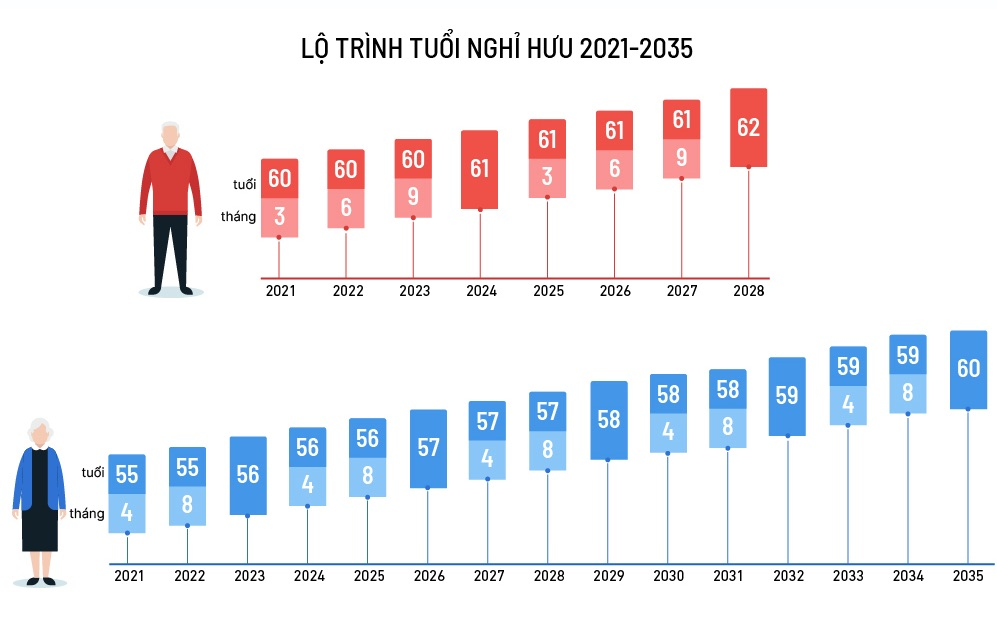 LỘ TRÌNH TUỔI NGHỈ HƯU 2021-2035
60 60 60 61 61 61 61 62
tuổi
3 6 9 3 6 9
tháng
2021 2022 2023 2024 2025 2026 2027 2028
55 55 56 56 56 57 57 57 58 58 58 59 59 59 60
tuổi
4 8 4 8 4 8 4 8 4 8
tháng
2021 2022 2023 2024 2025 2026 2027 2028 2029 2030 2031 2032 2033 2034 2035